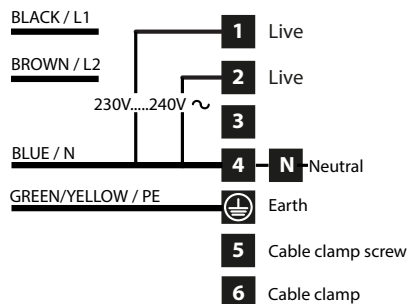 BLACK / L1
1 Live
BROWN / L2
2 Live
230V.....240V ~
3
BLUE / N
4 N Neutral
GREEN/YELLOW / PE
Earth
5 Cable clamp screw
6 Cable clamp